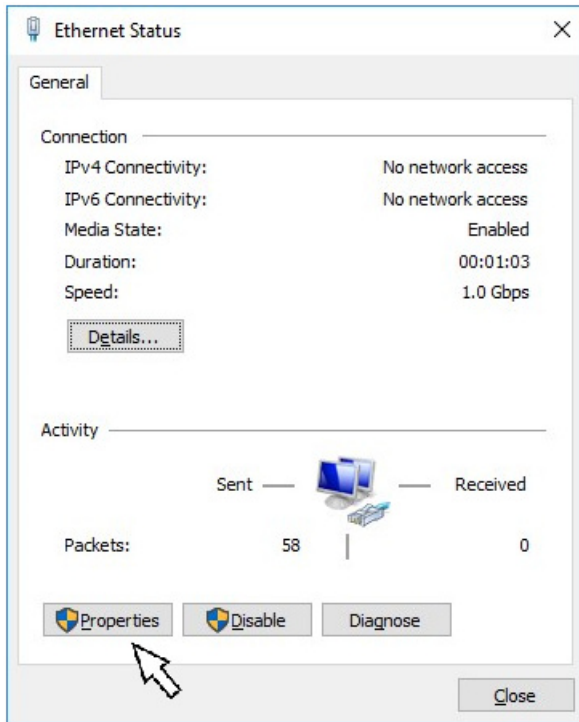 Ethernet Status
General
Connection
IPv4 Connectivity: No network access
IPv6 Connectivity: No network access
Media State: Enabled
Duration: 00:01:03
Speed: 1.0 Gbps
Details...
Activity
Sent Received
Packets: 58 0
Properties Disable Diagnose
Close